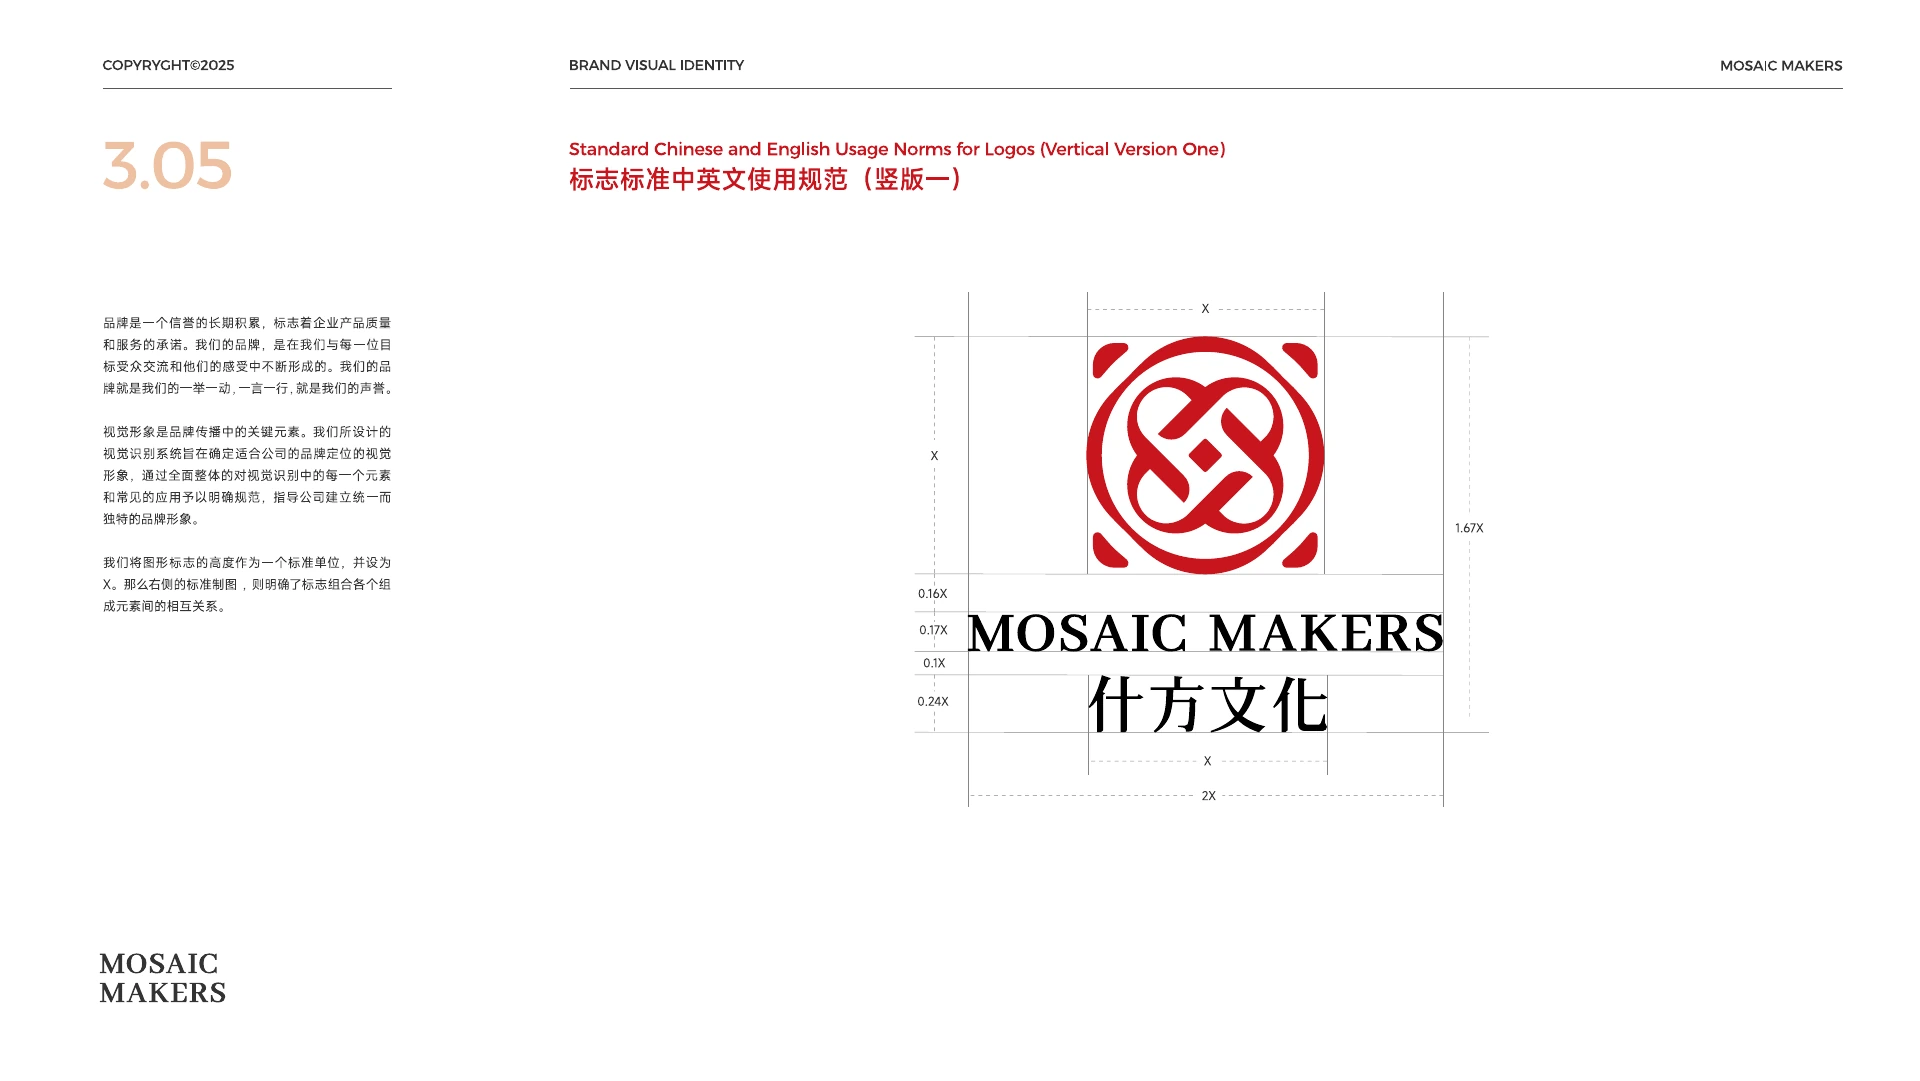 COPYRYGHT©2025
BRAND VISUAL IDENTITY
MOSAIC MAKERS
3.05
Standard Chinese and English Usage Norms for Logos (Vertical Version One)
标志标准中英文使用规范（竖版一）
品牌是一个信誉的长期积累，标志着企业产品质量
和服务的承诺。我们的品牌，是在我们与每一位目
标受众交流和他们的感受中不断形成的。我们的品
牌就是我们的一举一动，一言一行，就是我们的声誉。
视觉形象是品牌传播中的关键元素。我们所设计的
视觉识别系统旨在确定适合公司的品牌定位的视觉
形象，通过全面整体的对视觉识别中的每一个元素
和常见的应用予以明确规范，指导公司建立统一而
独特的品牌形象。
我们将图形标志的高度作为一个标准单位，并设为
X。那么右侧的标准制图，则明确了标志组合各个组
成元素间的相互关系。
X
X
1.67X
0.16X
0.17X
MOSAIC MAKERS
0.1X
0.24X
什方文化
X
2X
MOSAIC
MAKERS